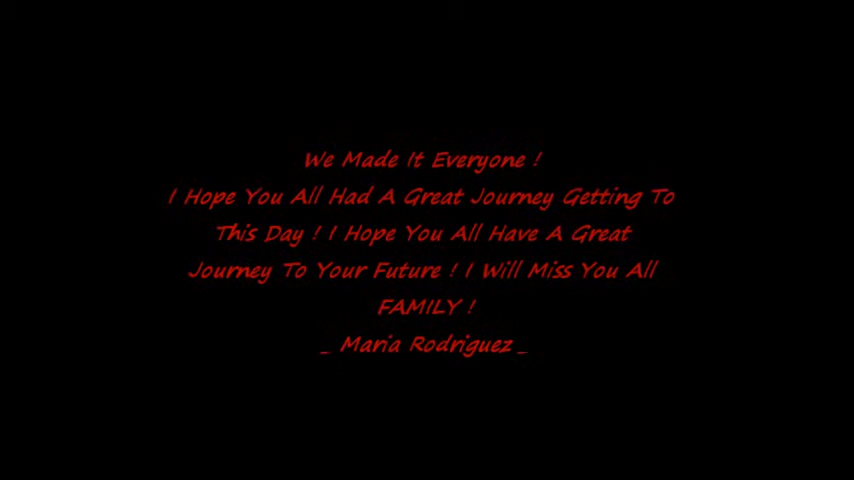 We Made It Everyone !
I Hope You All Had A Great Journey Getting To
This Day ! I Hope You All Have A Great
Journey To Your Future ! I Will Miss You All
FAMILY !
_ Maria Rodriguez _